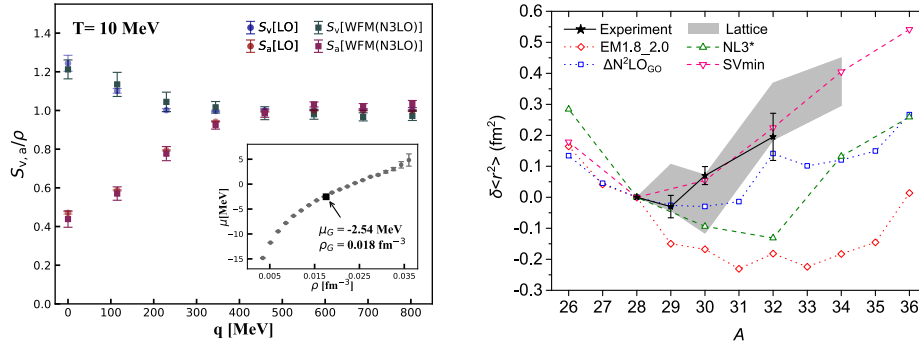 T= 10 MeV
S_v[LO] S_v[WFM(N3LO)]
S_a[LO] S_a[WFM(N3LO)]
S_{v, a}/ρ
1.4
1.2
1.0
0.8
0.6
0.4
0.2
0.0
0 100 200 300 400 500 600 700 800
q [MeV]
μ[MeV]
5
0
−5
−10
−15
μ_G = -2.54 MeV
ρ_G = 0.018 fm⁻³
0.005 0.015 0.025 0.035
ρ [fm⁻³]
Experiment Lattice
EM1.8_2.0 NL3*
ΔN²LO_GO SVmin
δ<r²> (fm²)
0.6
0.5
0.4
0.3
0.2
0.1
0.0
-0.1
-0.2
-0.3
26 27 28 29 30 31 32 33 34 35 36
A